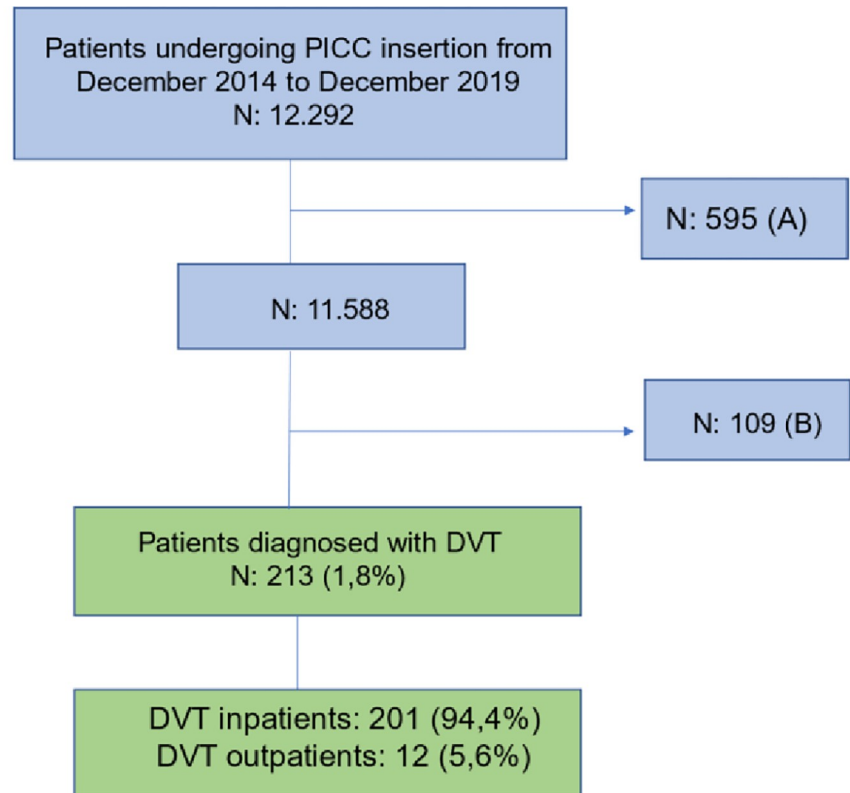 Patients undergoing PICC insertion from
December 2014 to December 2019
N: 12.292
N: 595 (A)
N: 11.588
N: 109 (B)
Patients diagnosed with DVT
N: 213 (1,8%)
DVT inpatients: 201 (94,4%)
DVT outpatients: 12 (5,6%)